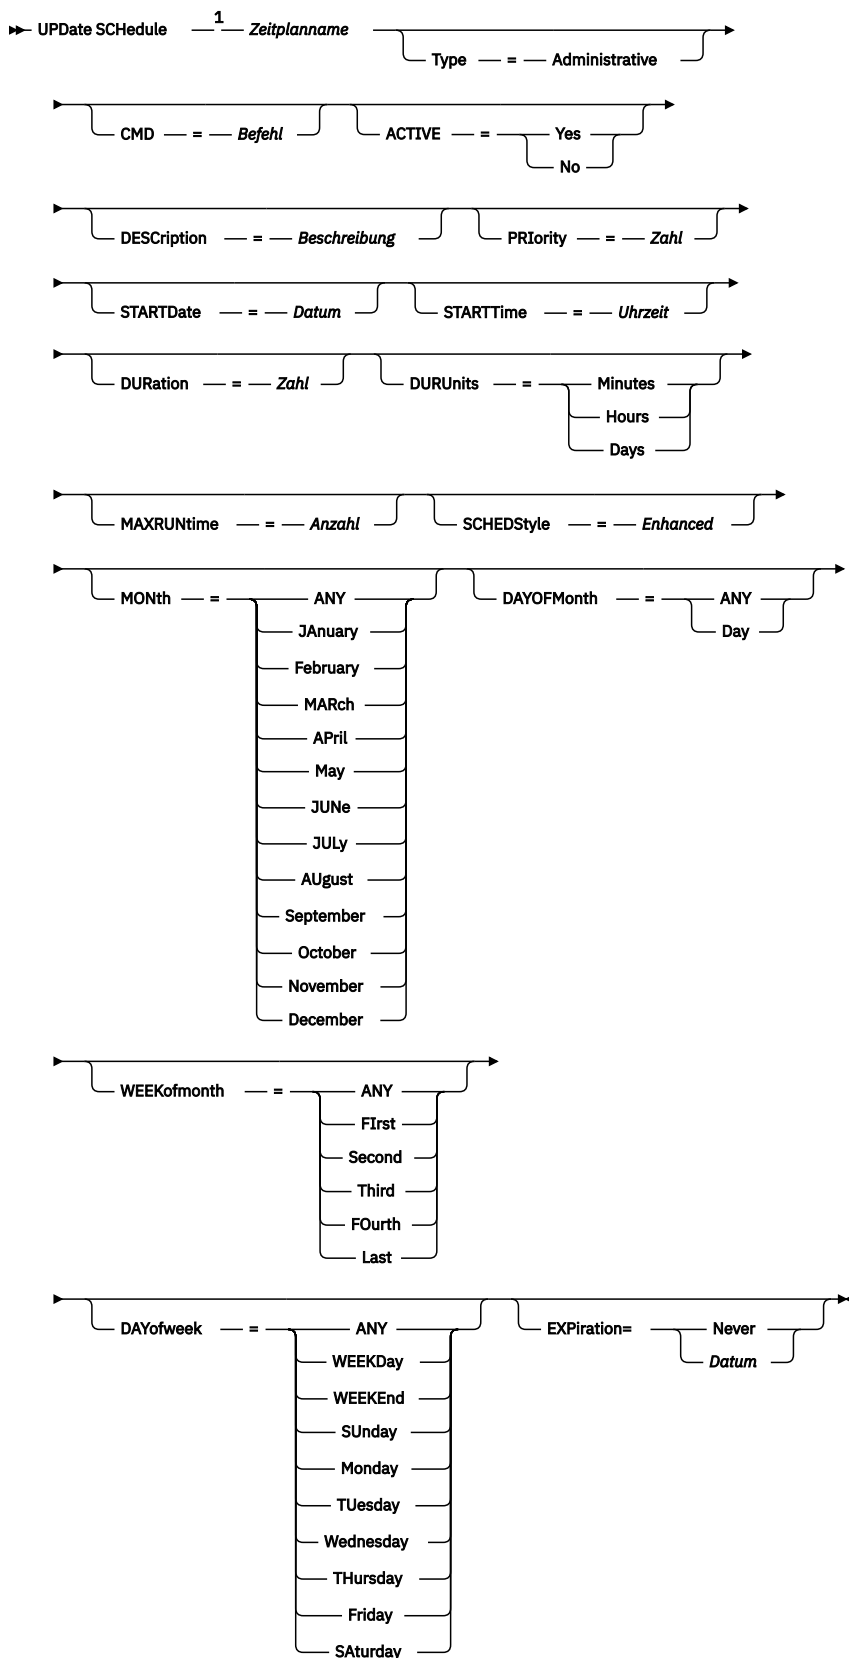 1
UPDate SCHedule — Zeitplanname
Type — = — Administrative
CMD — = — Befehl ACTIVE — = Yes
No
DESCription — = — Beschreibung PRIority — = — Zahl
STARTDate — = — Datum STARTTime — = — Uhrzeit
DURation — = — Zahl DURUnits — = — Minutes
Hours
Days
MAXRUNtime — = — Anzahl SCHEDStyle — = — Enhanced
MONth — = — ANY DAYOFMonth — = — ANY
JAnuary Day
February
MARch
APril
May
JUNe
JULy
AUgust
September
October
November
December
WEEKofmonth — = — ANY
FIrst
Second
Third
FOurth
Last
DAYofweek — = — ANY EXPiration= — Never
WEEKDay Datum
WEEKEnd
SUnday
Monday
TUesday
Wednesday
THursday
Friday
SAturday